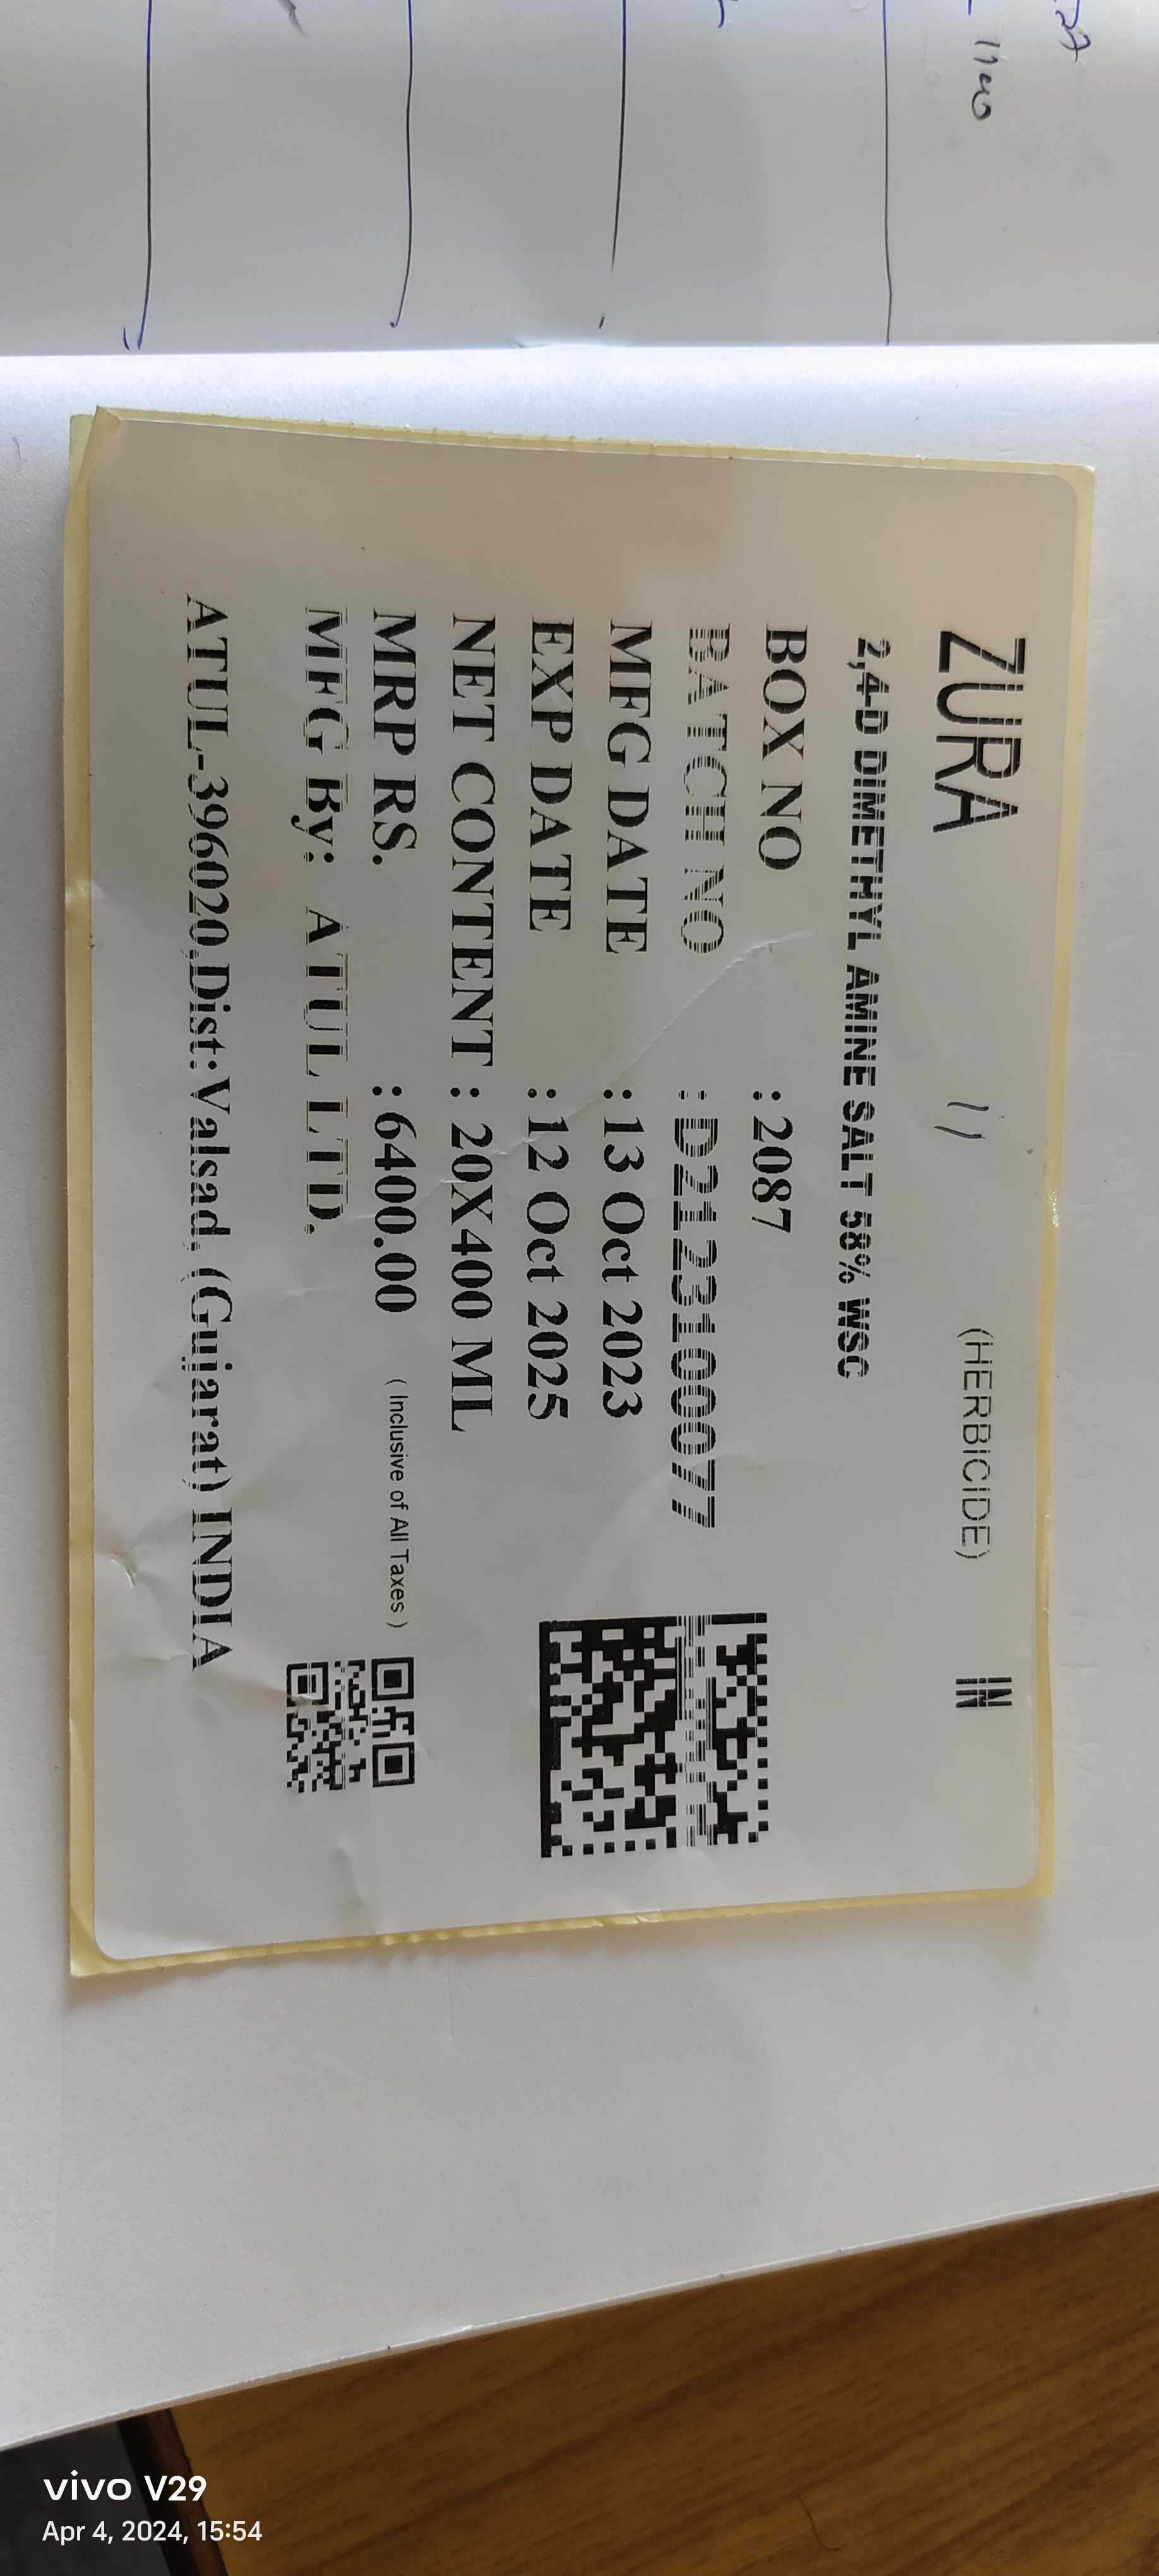 ZURA (HERBICIDE) IN
2,4-D DIMETHYL AMINE SALT 58% WSC
BOX NO : 2087
BATCH NO : D2123100077
MFG DATE : 13 Oct 2023
EXP DATE : 12 Oct 2025
NET CONTENT : 20X400 ML
MRP RS. : 6400.00 ( Inclusive of All Taxes )
MFG By: ATUL LTD.
ATUL-396020,Dist:Valsad, (Gujarat) INDIA
vivo V29
Apr 4, 2024, 15:54